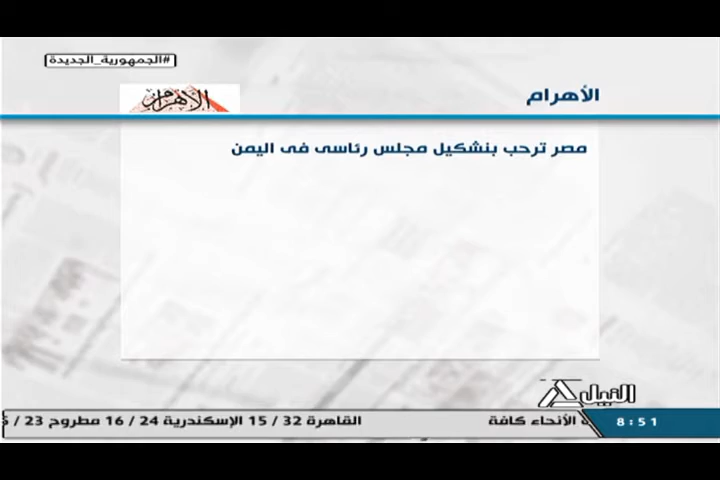 #الجمهورية_الجديدة
الأهرام
الأهرام
مصر ترحب بتشكيل مجلس رئاسى فى اليمن
النيل
الأنحاء كافة القاهرة 32 / 15 الإسكندرية 24 / 16 مطروح 23 /
8:51